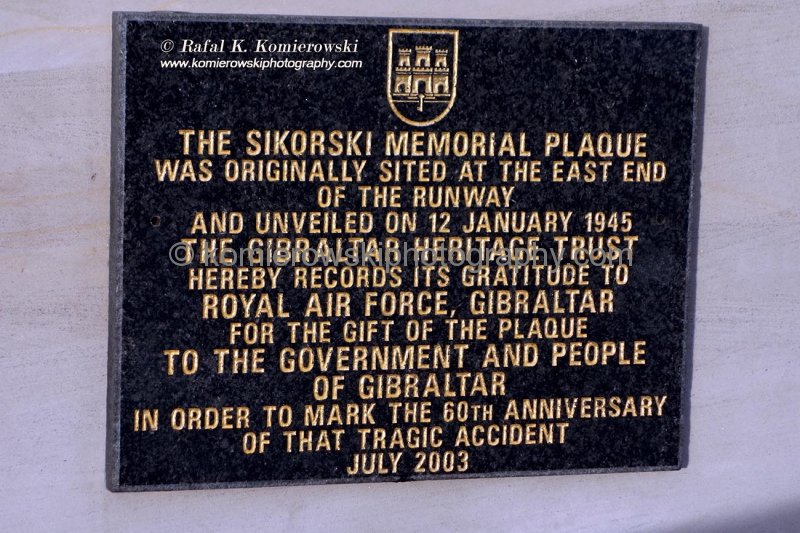 © Rafal K. Komierowski
www.komierowskiphotography.com
THE SIKORSKI MEMORIAL PLAQUE
WAS ORIGINALLY SITED AT THE EAST END
OF THE RUNWAY
AND UNVEILED ON 12 JANUARY 1945
THE GIBRALTAR HERITAGE TRUST
© komierowskiphotography.com
HEREBY RECORDS ITS GRATITUDE TO
ROYAL AIR FORCE, GIBRALTAR
FOR THE GIFT OF THE PLAQUE
TO THE GOVERNMENT AND PEOPLE
OF GIBRALTAR
IN ORDER TO MARK THE 60TH ANNIVERSARY
OF THAT TRAGIC ACCIDENT
JULY 2003